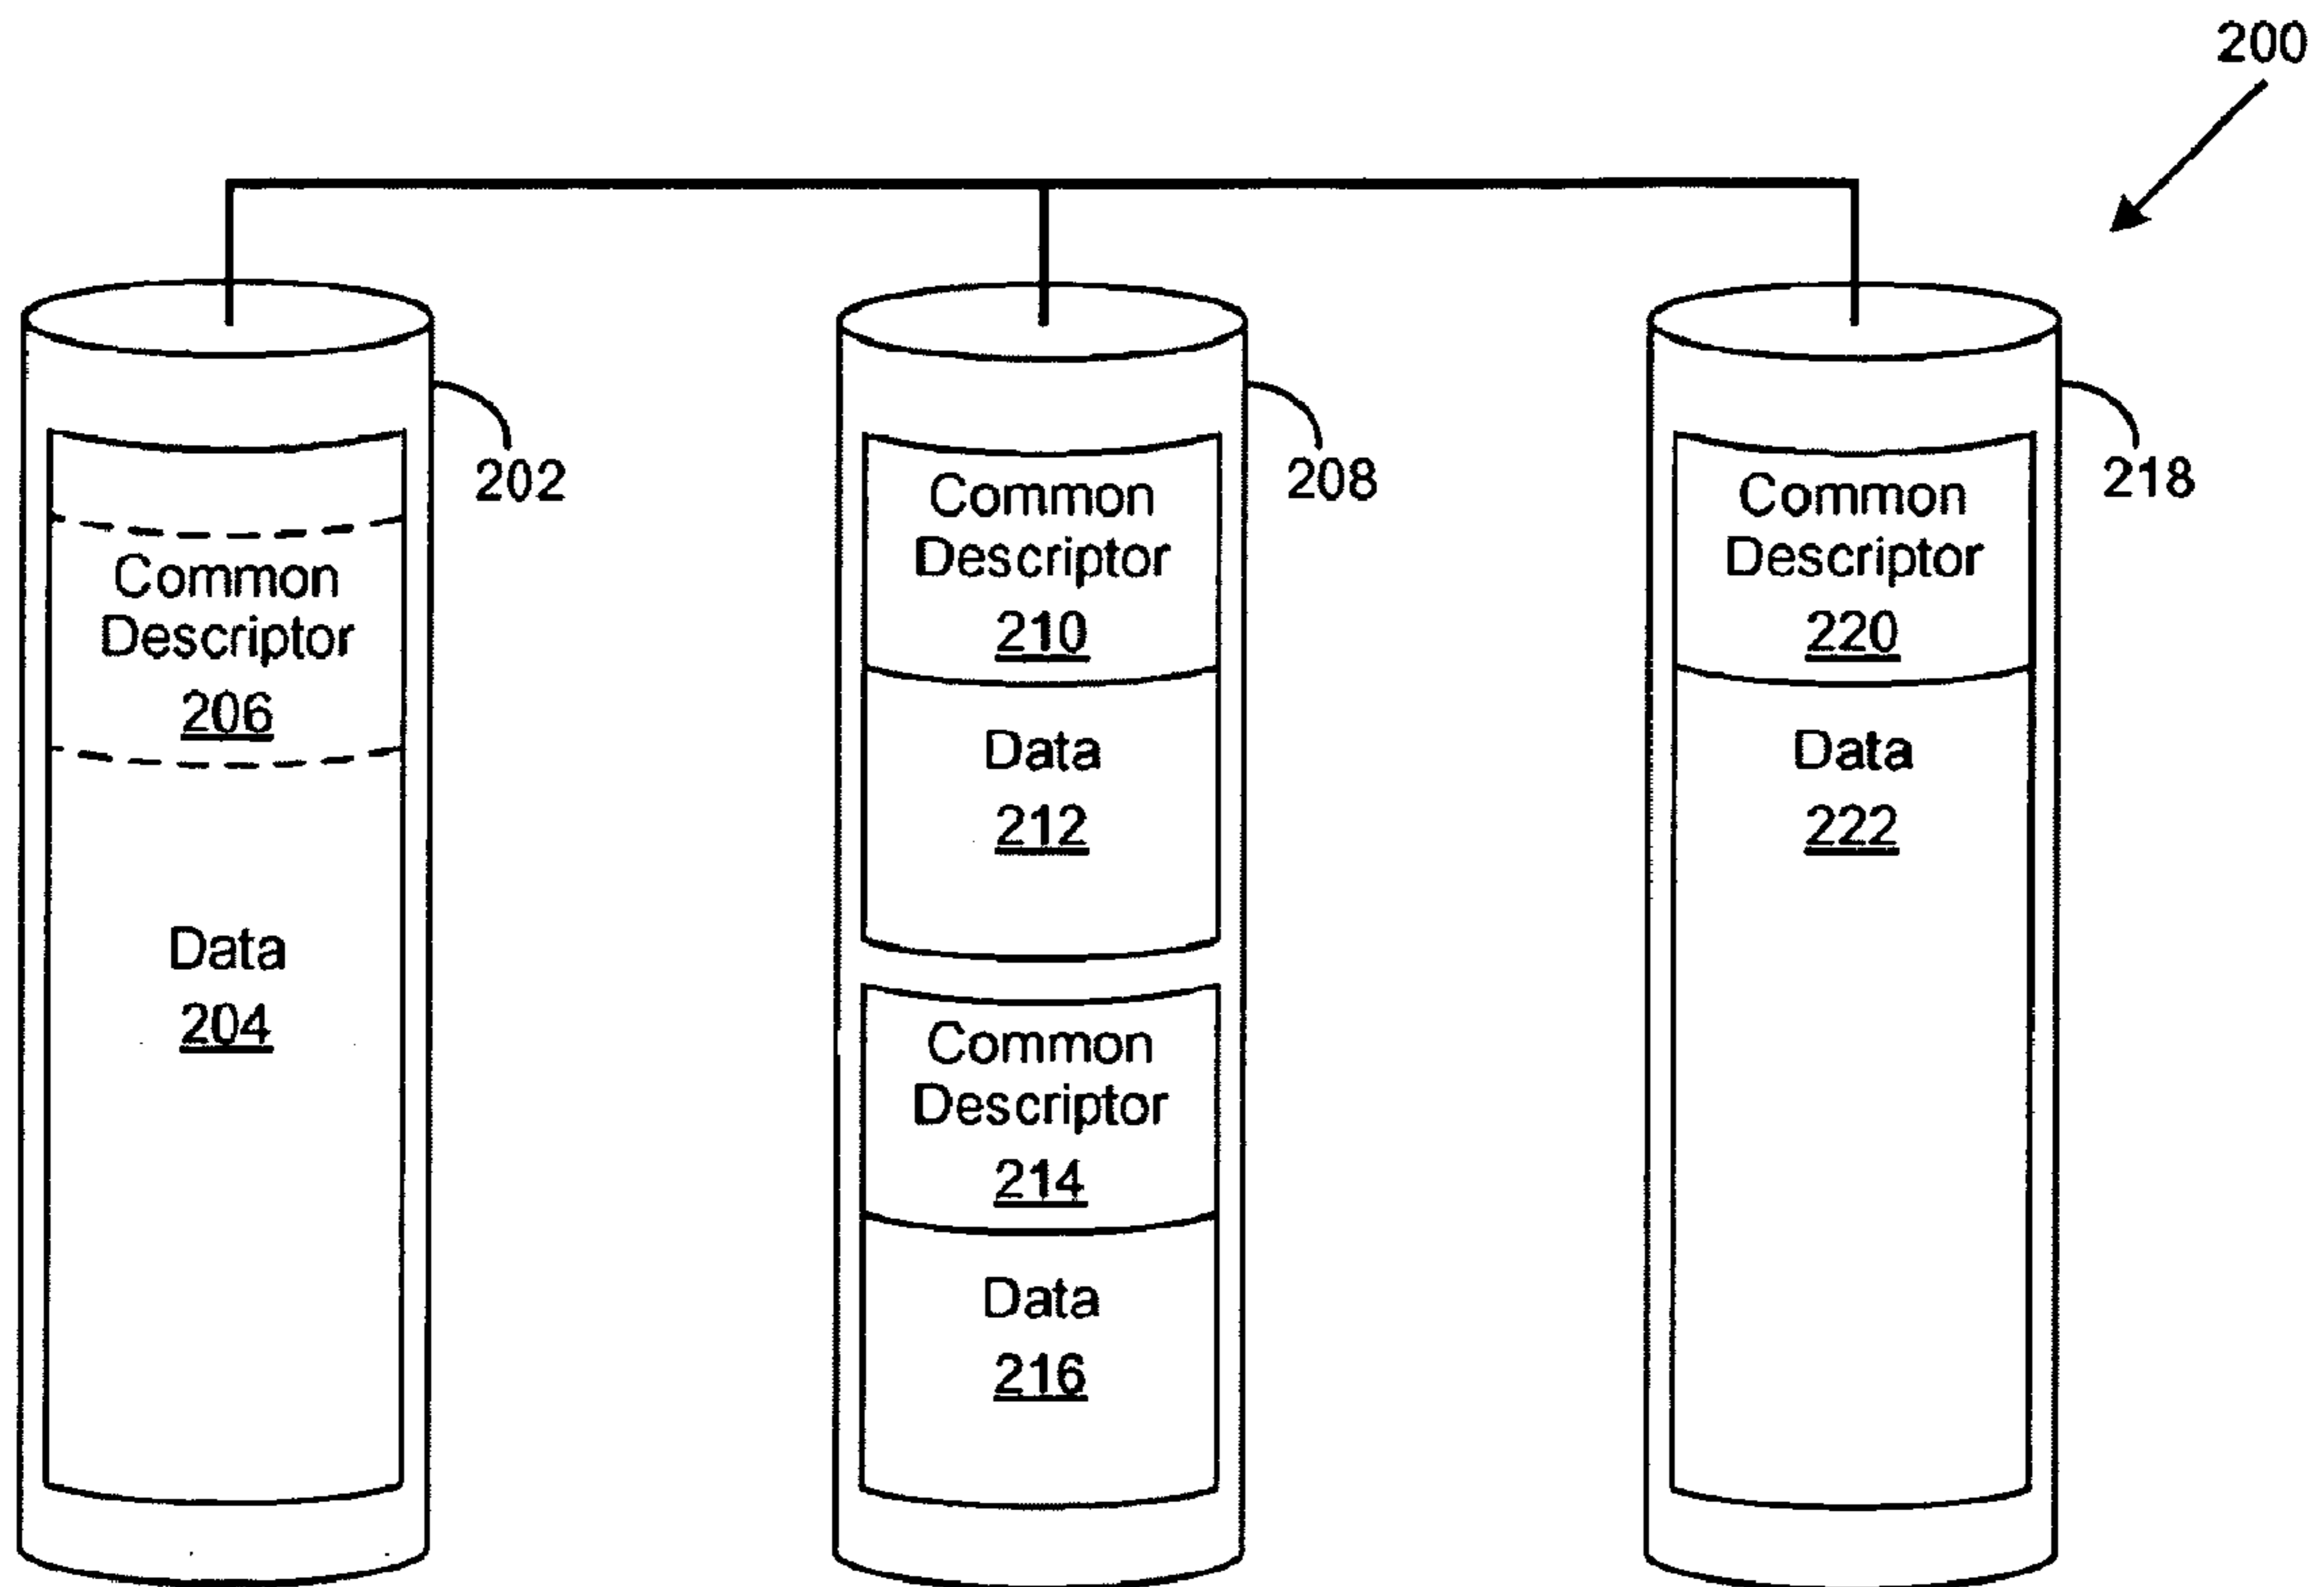 200
202
Common
Descriptor
206
Data
204
208
Common
Descriptor
210
Data
212
Common
Descriptor
214
Data
216
218
Common
Descriptor
220
Data
222